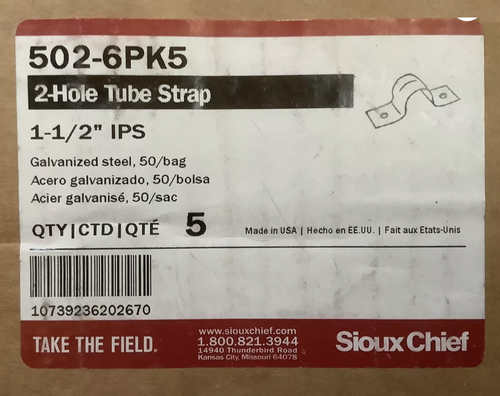 502-6PK5
2-Hole Tube Strap
1-1/2" IPS
Galvanized steel, 50/bag
Acero galvanizado, 50/bolsa
Acier galvanisé, 50/sac
QTY|CTD|QTÉ 5 Made in USA | Hecho en EE.UU. | Fait aux Etats-Unis
10739236202670
TAKE THE FIELD.
www.siouxchief.com
1.800.821.3944
14940 Thunderbird Road
Kansas City, Missouri 64078
Sioux Chief